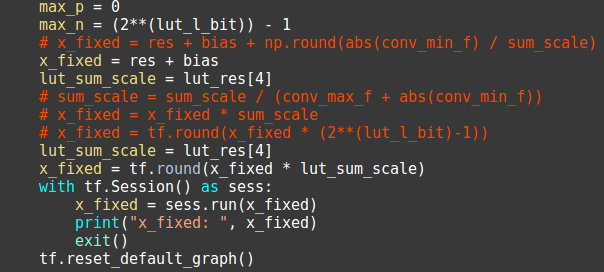 max_p = 0
max_n = (2**(lut_l_bit)) - 1
# x_fixed = res + bias + np.round(abs(conv_min_f) / sum_scale)
x_fixed = res + bias
lut_sum_scale = lut_res[4]
# sum_scale = sum_scale / (conv_max_f + abs(conv_min_f))
# x_fixed = x_fixed * sum_scale
# x_fixed = tf.round(x_fixed * (2**(lut_l_bit)-1))
lut_sum_scale = lut_res[4]
x_fixed = tf.round(x_fixed * lut_sum_scale)
with tf.Session() as sess:
    x_fixed = sess.run(x_fixed)
    print("x_fixed: ", x_fixed)
    exit()
tf.reset_default_graph()